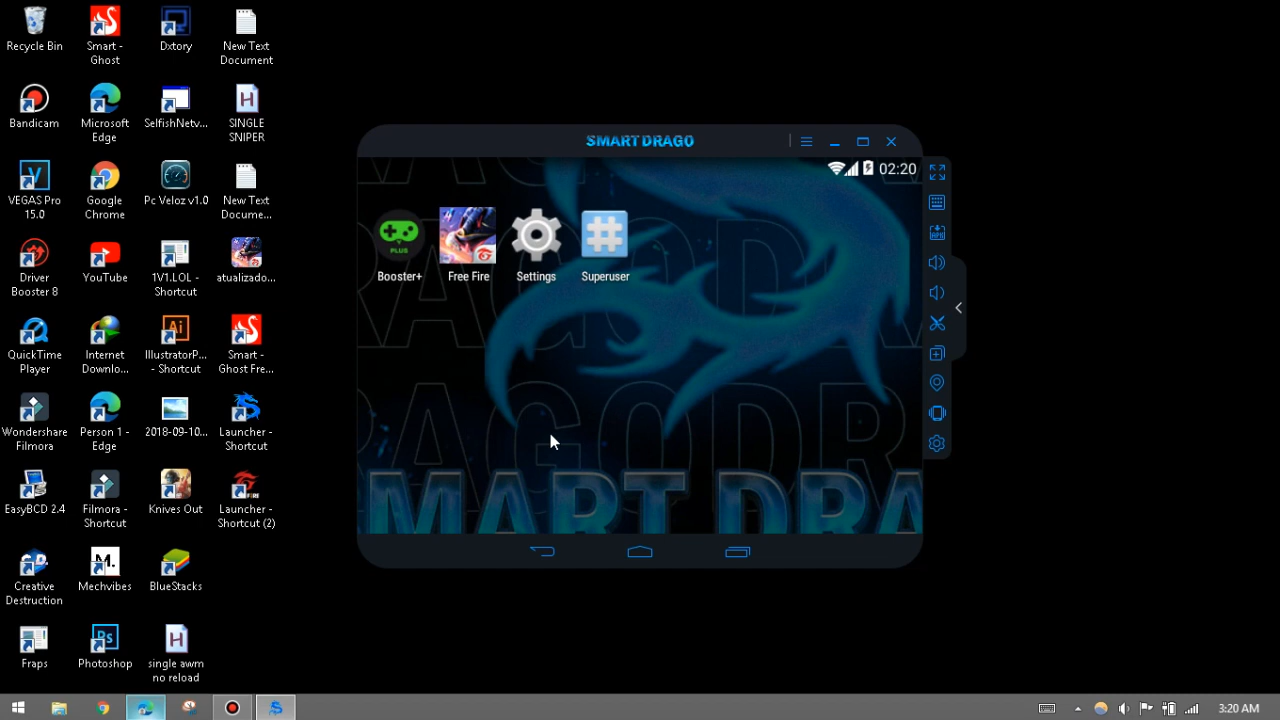 Recycle Bin
Smart -
Ghost
Dxtory
New Text
Document
Bandicam
Microsoft
Edge
SelfishNetv...
SINGLE
SNIPER
VEGAS Pro
15.0
Google
Chrome
Pc Veloz v1.0
New Text
Docume...
Driver
Booster 8
YouTube
1V1.LOL -
Shortcut
atualizado...
QuickTime
Player
Internet
Downlo...
IllustratorP...
- Shortcut
Smart -
Ghost Fre...
Wondershare
Filmora
Person 1 -
Edge
2018-09-10...
Launcher -
Shortcut
EasyBCD 2.4
Filmora -
Shortcut
Knives Out
Launcher -
Shortcut (2)
Creative
Destruction
Mechvibes
BlueStacks
Fraps
Photoshop
single awm
no reload
SMART DRAGO
02:20
PLUS
Booster+
Free Fire
Settings
Superuser
MART DRA
3:20 AM